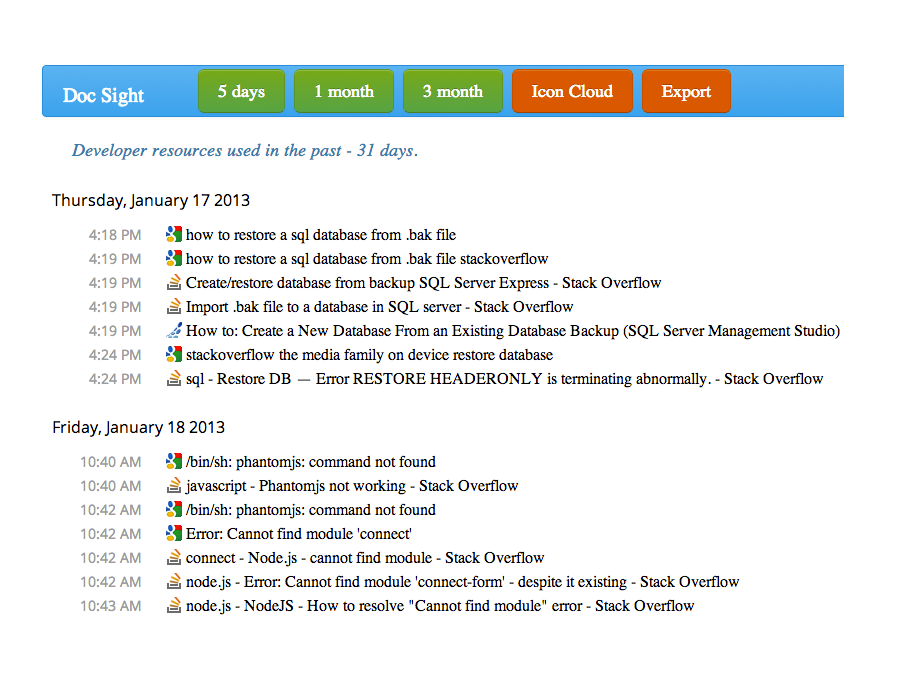 Doc Sight 5 days 1 month 3 month Icon Cloud Export
Developer resources used in the past - 31 days.
Thursday, January 17 2013
4:18 PM how to restore a sql database from .bak file
4:19 PM how to restore a sql database from .bak file stackoverflow
4:19 PM Create/restore database from backup SQL Server Express - Stack Overflow
4:19 PM Import .bak file to a database in SQL server - Stack Overflow
4:19 PM How to: Create a New Database From an Existing Database Backup (SQL Server Management Studio)
4:24 PM stackoverflow the media family on device restore database
4:24 PM sql - Restore DB — Error RESTORE HEADERONLY is terminating abnormally. - Stack Overflow
Friday, January 18 2013
10:40 AM /bin/sh: phantomjs: command not found
10:40 AM javascript - Phantomjs not working - Stack Overflow
10:42 AM /bin/sh: phantomjs: command not found
10:42 AM Error: Cannot find module 'connect'
10:42 AM connect - Node.js - cannot find module - Stack Overflow
10:42 AM node.js - Error: Cannot find module 'connect-form' - despite it existing - Stack Overflow
10:43 AM node.js - NodeJS - How to resolve "Cannot find module" error - Stack Overflow